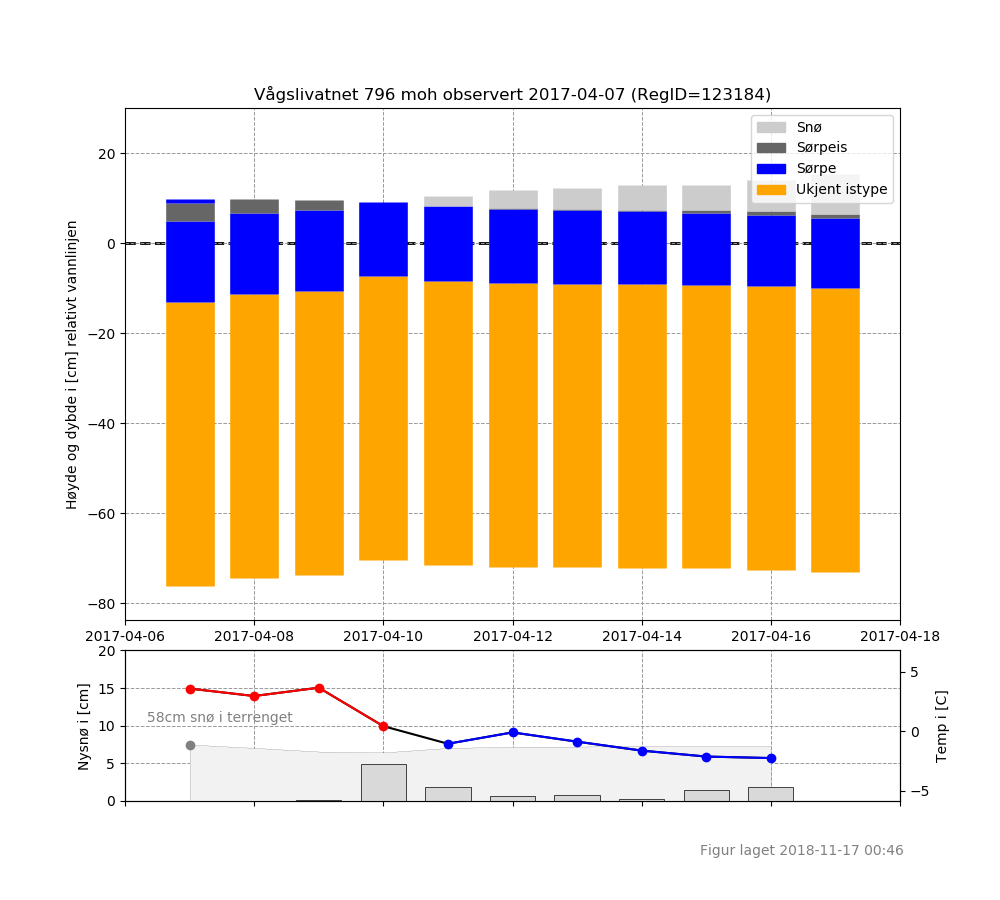 Vågslivatnet 796 moh observert 2017-04-07 (RegID=123184)
Snø
Sørpeis
Sørpe
Ukjent istype
Høyde og dybde i [cm] relativt vannlinjen
20
0
−20
−40
−60
−80
2017-04-06
2017-04-08
2017-04-10
2017-04-12
2017-04-14
2017-04-16
2017-04-18
Nysnø i [cm]
20
15
10
5
0
58cm snø i terrenget
5
0
−5
Temp i [C]
Figur laget 2018-11-17 00:46